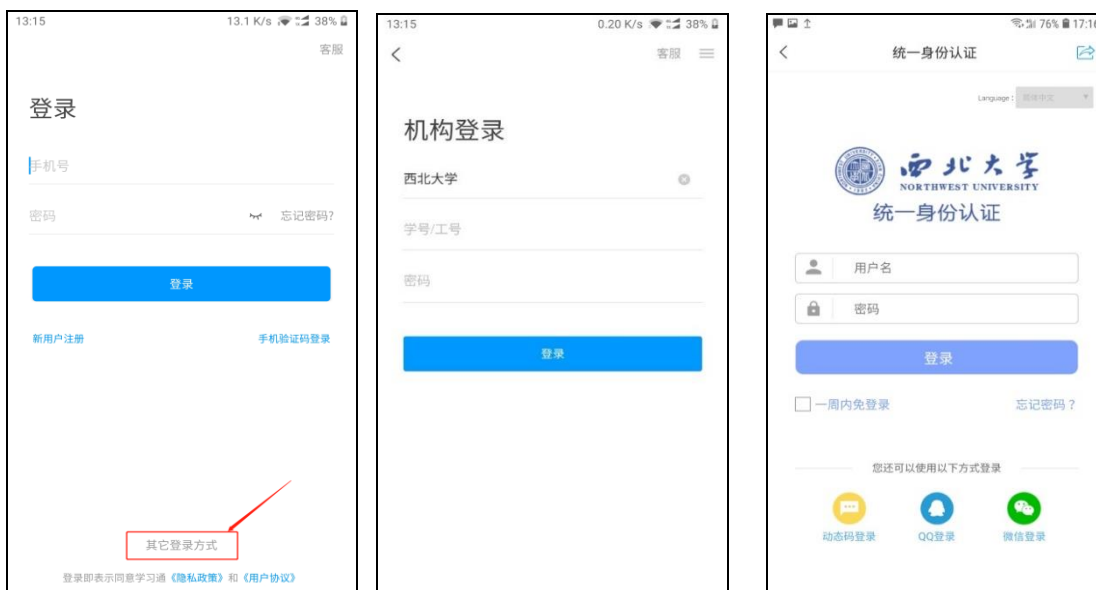 13:15 13.1 K/s 38%
客服
登录
手机号
密码 忘记密码?
登录
新用户注册 手机验证码登录
其它登录方式
登录即表示同意学习通《隐私政策》和《用户协议》
13:15 0.20 K/s 38%
客服
机构登录
西北大学
学号/工号
密码
登录
76% 17:16
统一身份认证
Language: 简体中文
西北大学
NORTHWEST UNIVERSITY
统一身份认证
用户名
密码
登录
一周内免登录 忘记密码？
您还可以使用以下方式登录
动态码登录 QQ登录 微信登录